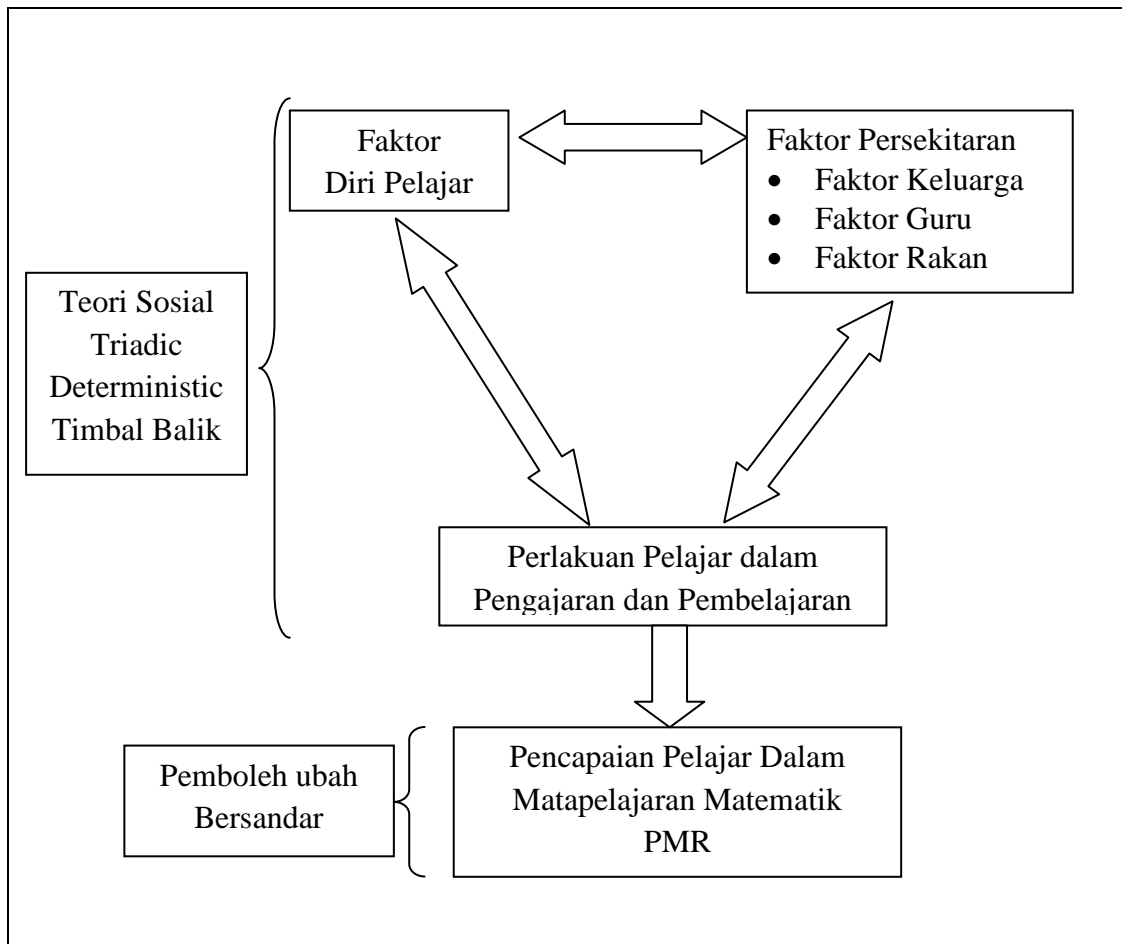 Faktor
Diri Pelajar
Faktor Persekitaran
• Faktor Keluarga
• Faktor Guru
• Faktor Rakan
Teori Sosial
Triadic
Deterministic
Timbal Balik
Perlakuan Pelajar dalam
Pengajaran dan Pembelajaran
Pemboleh ubah
Bersandar
Pencapaian Pelajar Dalam
Matapelajaran Matematik
PMR